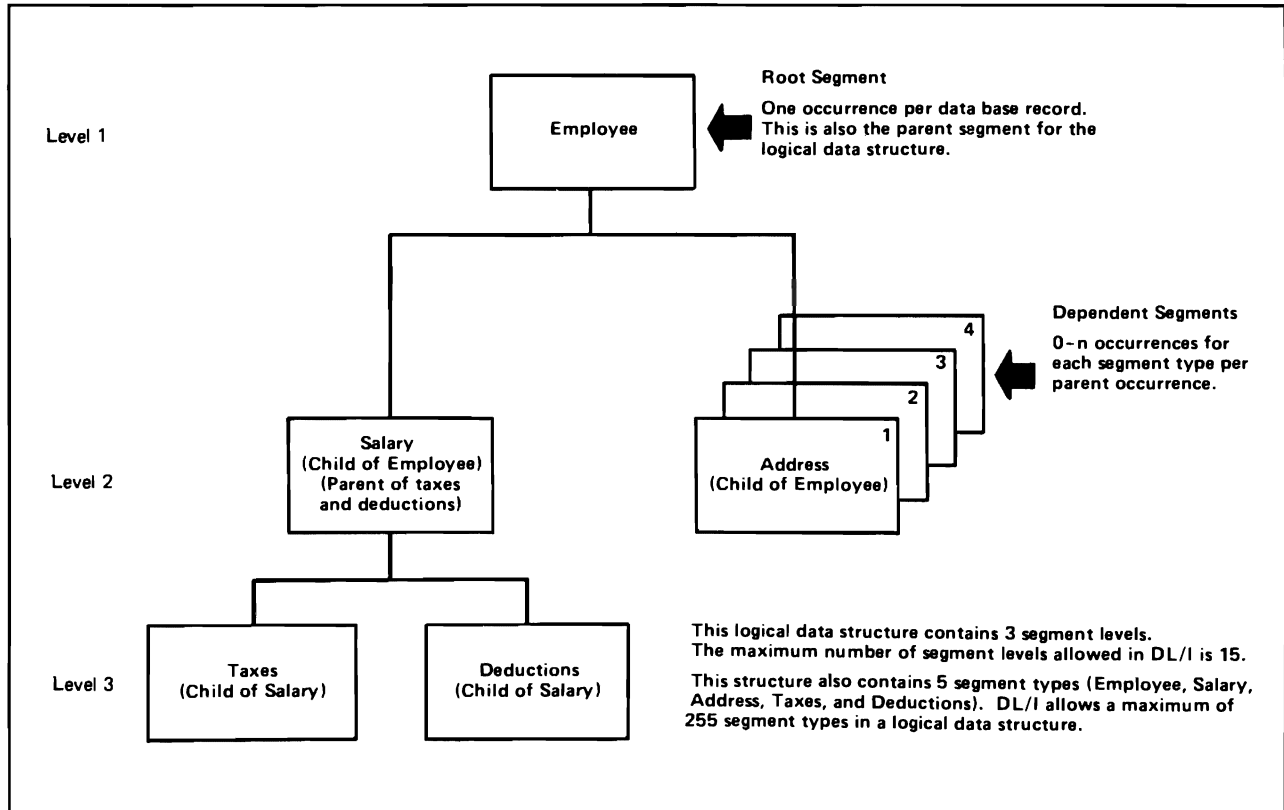 Root Segment
One occurrence per data base record.
This is also the parent segment for the
logical data structure.
Level 1
Employee
Dependent Segments
0-n occurrences for
each segment type per
parent occurrence.
4
3
2
1
Level 2
Salary
(Child of Employee)
(Parent of taxes
and deductions)
Address
(Child of Employee)
Level 3
Taxes
(Child of Salary)
Deductions
(Child of Salary)
This logical data structure contains 3 segment levels.
The maximum number of segment levels allowed in DL/I is 15.
This structure also contains 5 segment types (Employee, Salary,
Address, Taxes, and Deductions). DL/I allows a maximum of
255 segment types in a logical data structure.